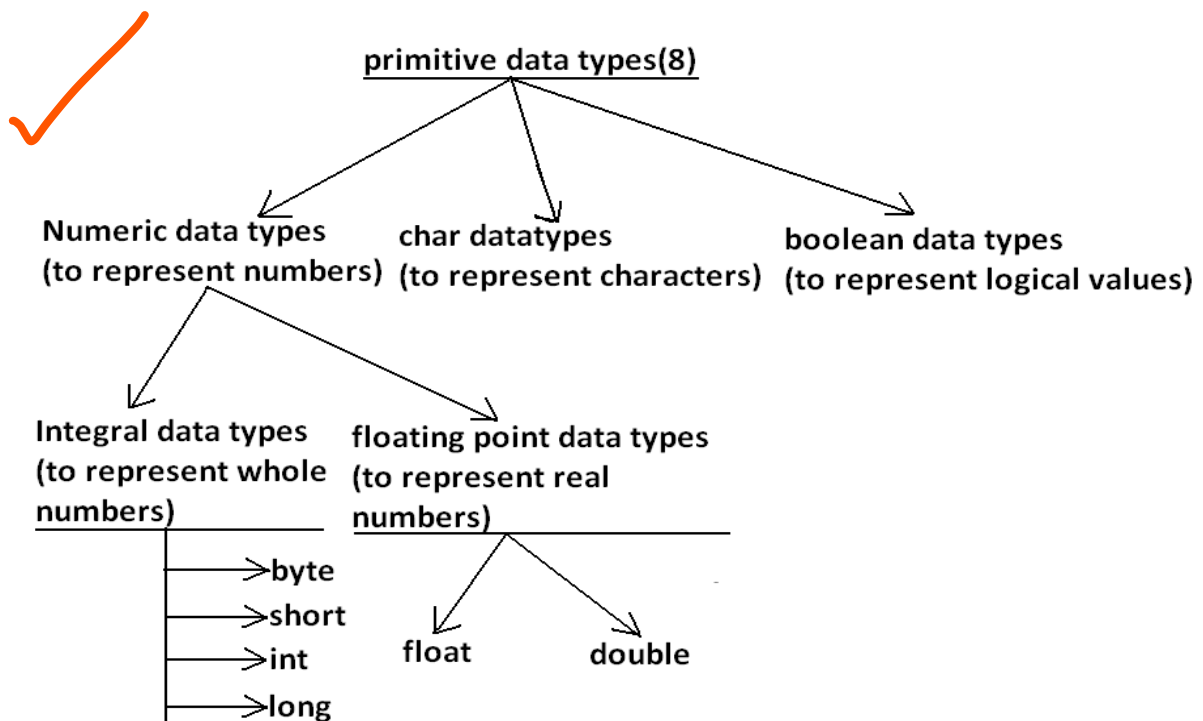 primitive data types(8)
Numeric data types
(to represent numbers)
char datatypes
(to represent characters)
boolean data types
(to represent logical values)
Integral data types
(to represent whole
numbers)
floating point data types
(to represent real
numbers)
byte
short
int
long
float
double